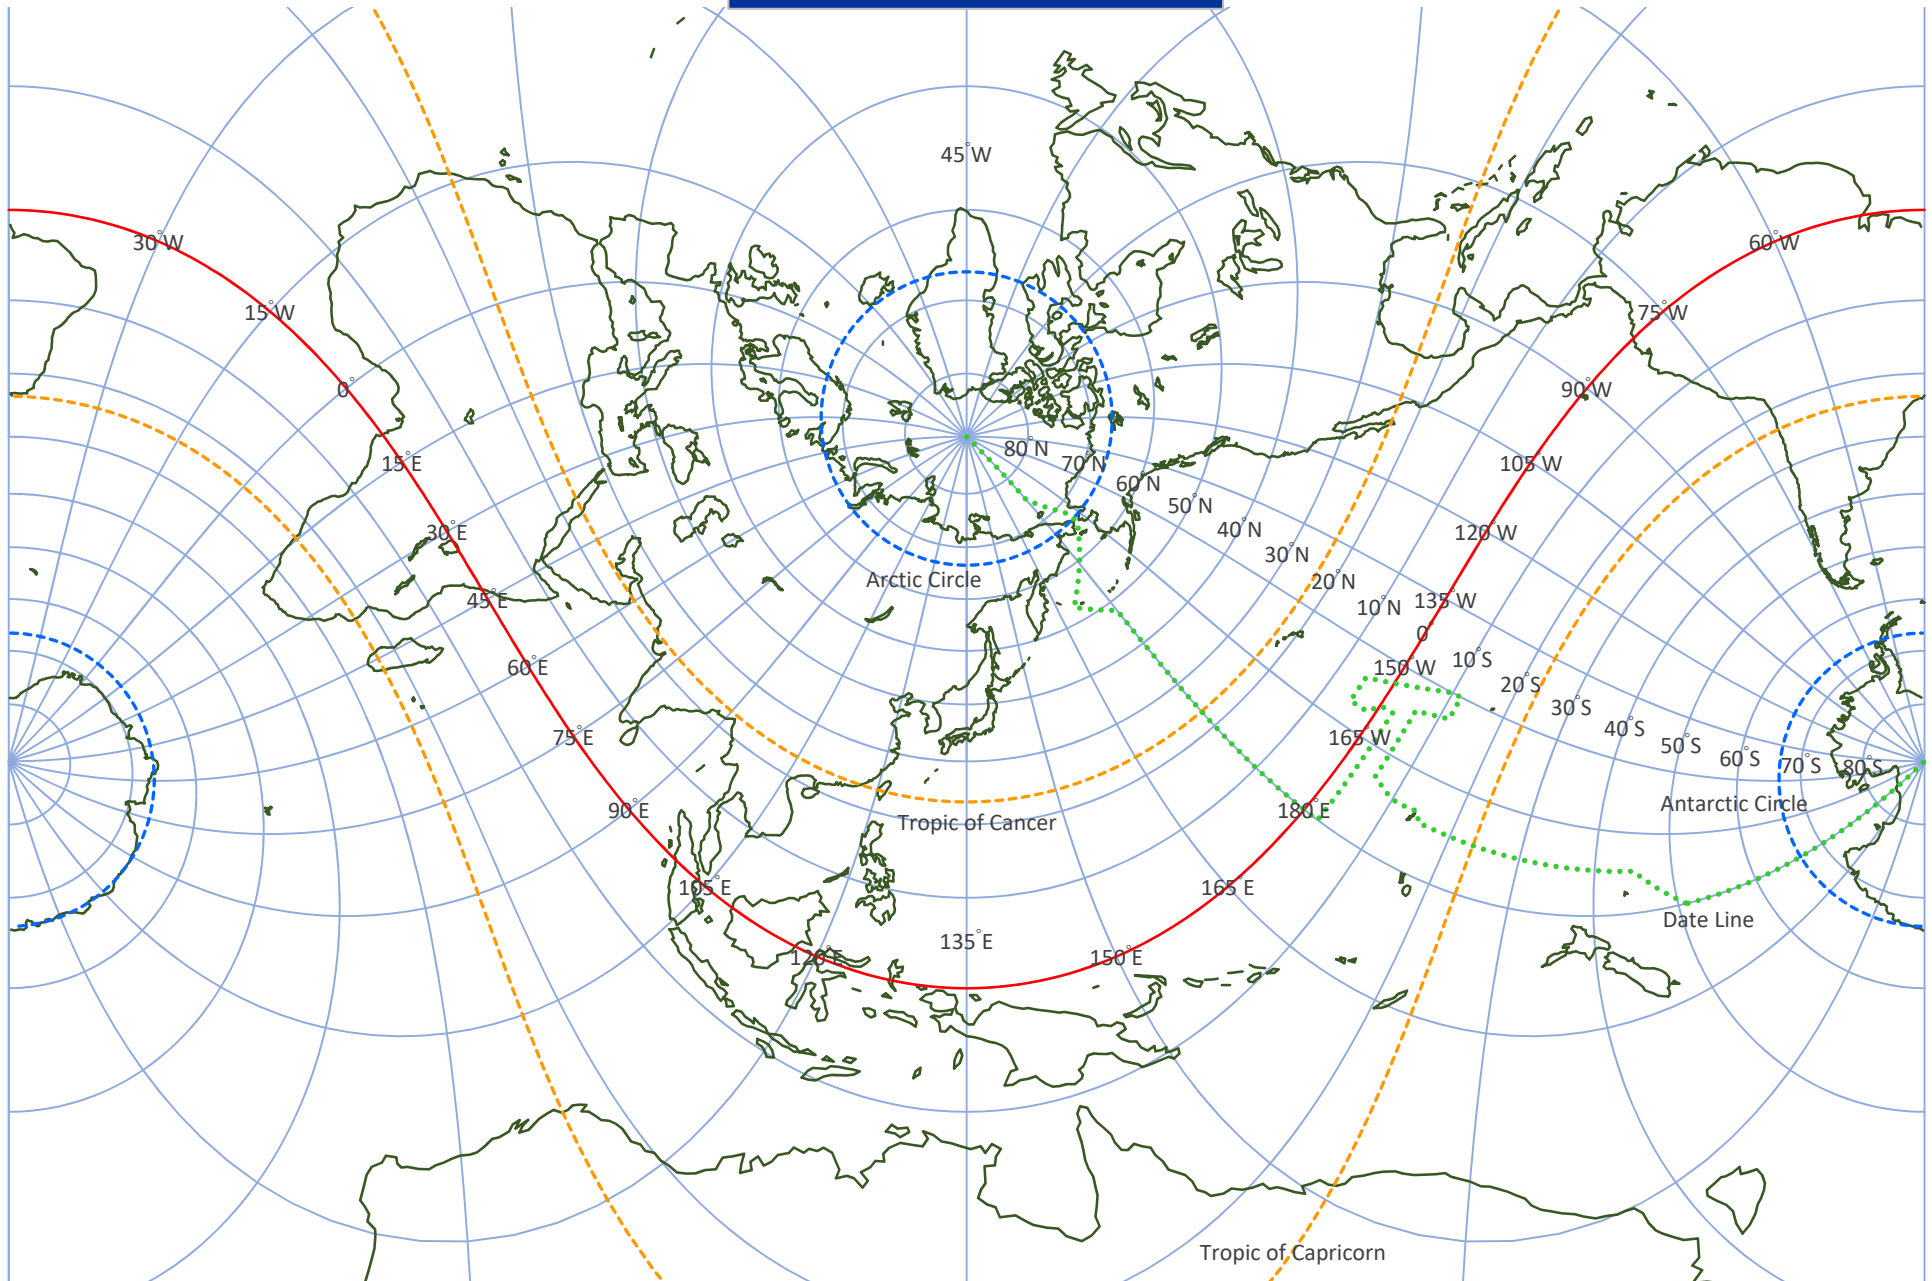 45°W
30°W
60°W
15°W
75°W
0°
90°W
80°N
15°E
70°N
105°W
60°N
50°N
40°N
30°E
120°W
30°N
Arctic Circle
20°N
45°E
10°N
135°W
0°
60°E
150°W
10°S
20°S
30°S
40°S
75°E
165°W
50°S
60°S
70°S
80°S
90°E
180°E
Antarctic Circle
Tropic of Cancer
105°E
165°E
Date Line
135°E
120°E
150°E
Tropic of Capricorn